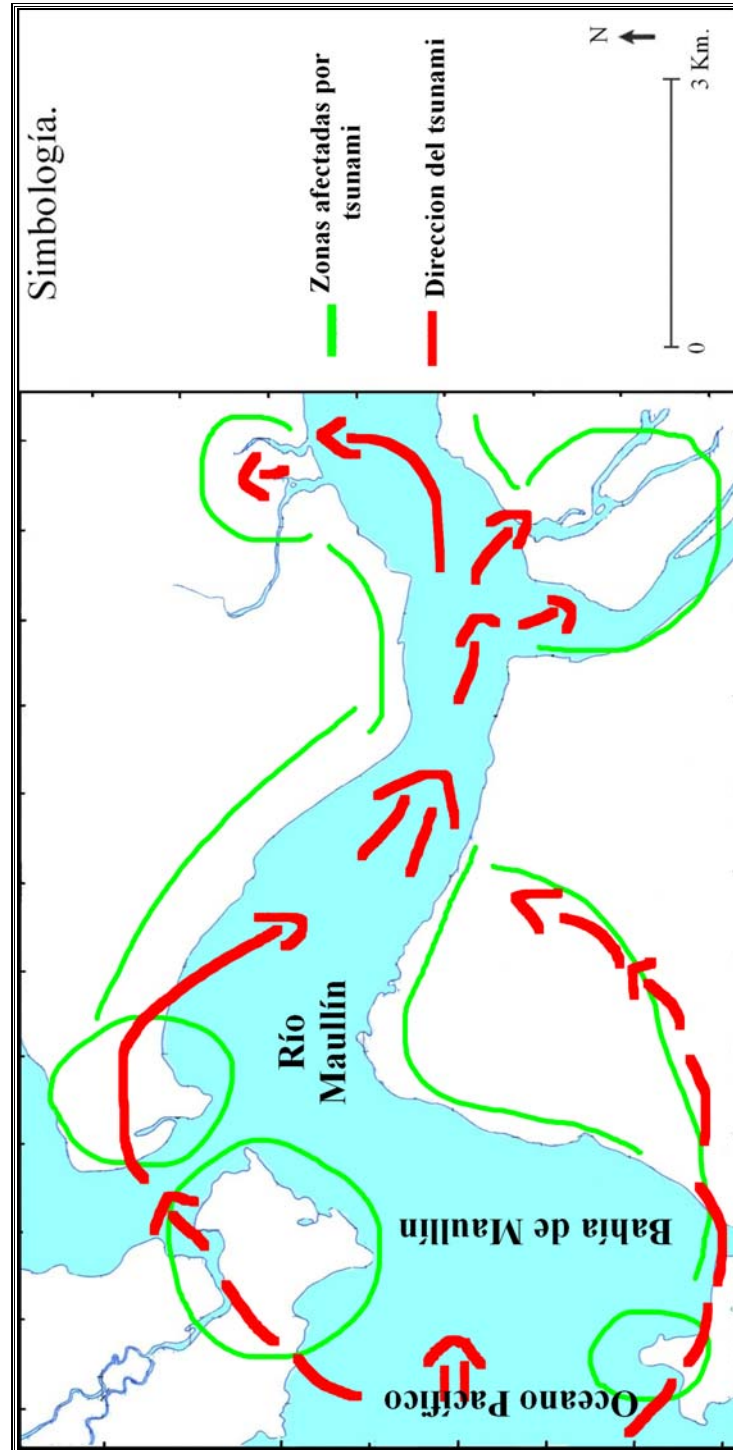 Simbología.
Zonas afectadas por
tsunami
Direccion del tsunami
N
0
3 Km.
Río
Maullín
Bahía de Maullín
Oceano Pacífico